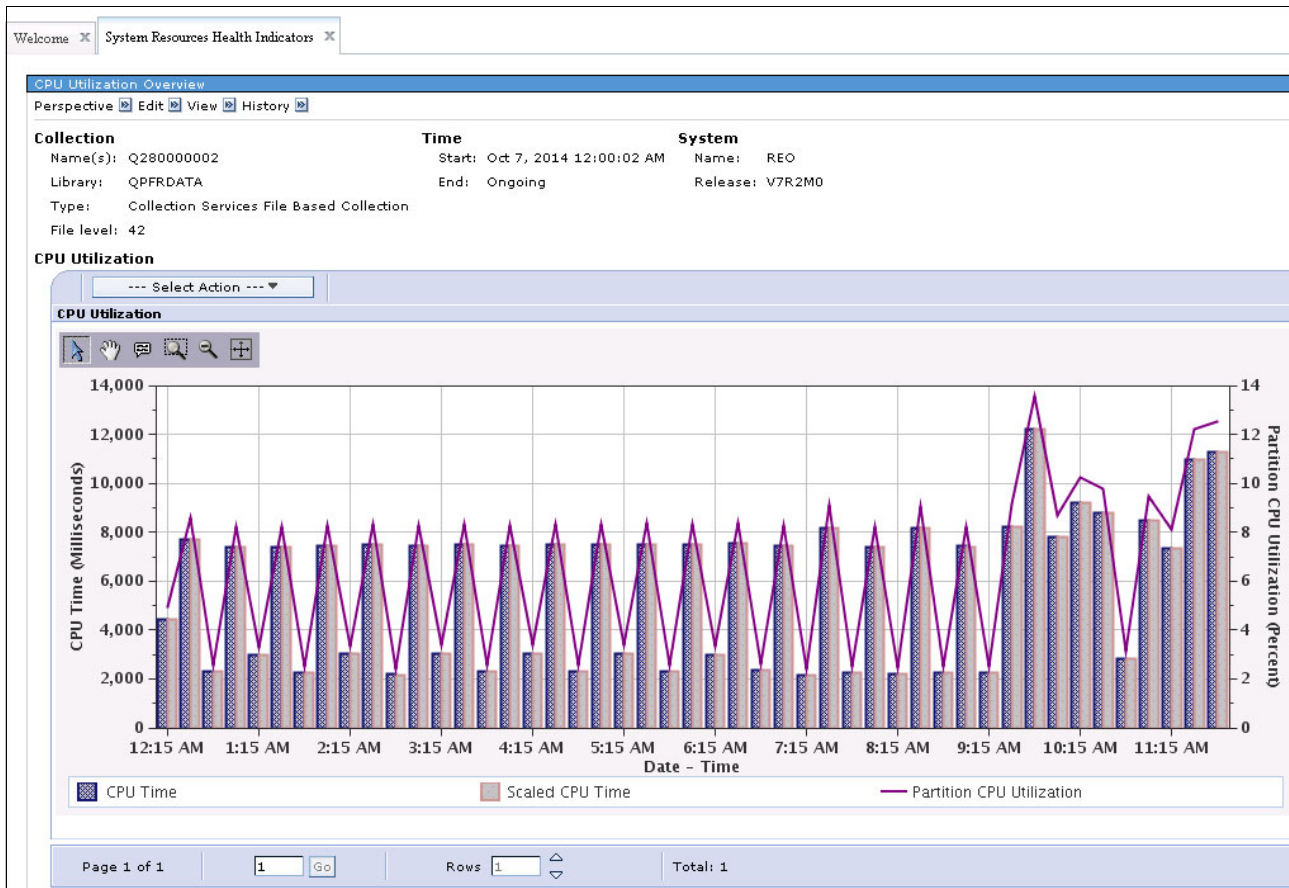 Welcome X System Resources Health Indicators X
CPU Utilization Overview
Perspective Edit View History
Collection Time System
Name(s): Q280000002 Start: Oct 7, 2014 12:00:02 AM Name: REO
Library: QPFRDATA End: Ongoing Release: V7R2M0
Type: Collection Services File Based Collection
File level: 42
CPU Utilization
--- Select Action ---
CPU Utilization
14,000 14
12,000 12
10,000 10
8,000 8
6,000 6
4,000 4
2,000 2
0 0
CPU Time (Milliseconds)
Partition CPU Utilization (Percent)
12:15 AM 1:15 AM 2:15 AM 3:15 AM 4:15 AM 5:15 AM 6:15 AM 7:15 AM 8:15 AM 9:15 AM 10:15 AM 11:15 AM
Date - Time
CPU Time Scaled CPU Time Partition CPU Utilization
Page 1 of 1 1 Go Rows 1 Total: 1